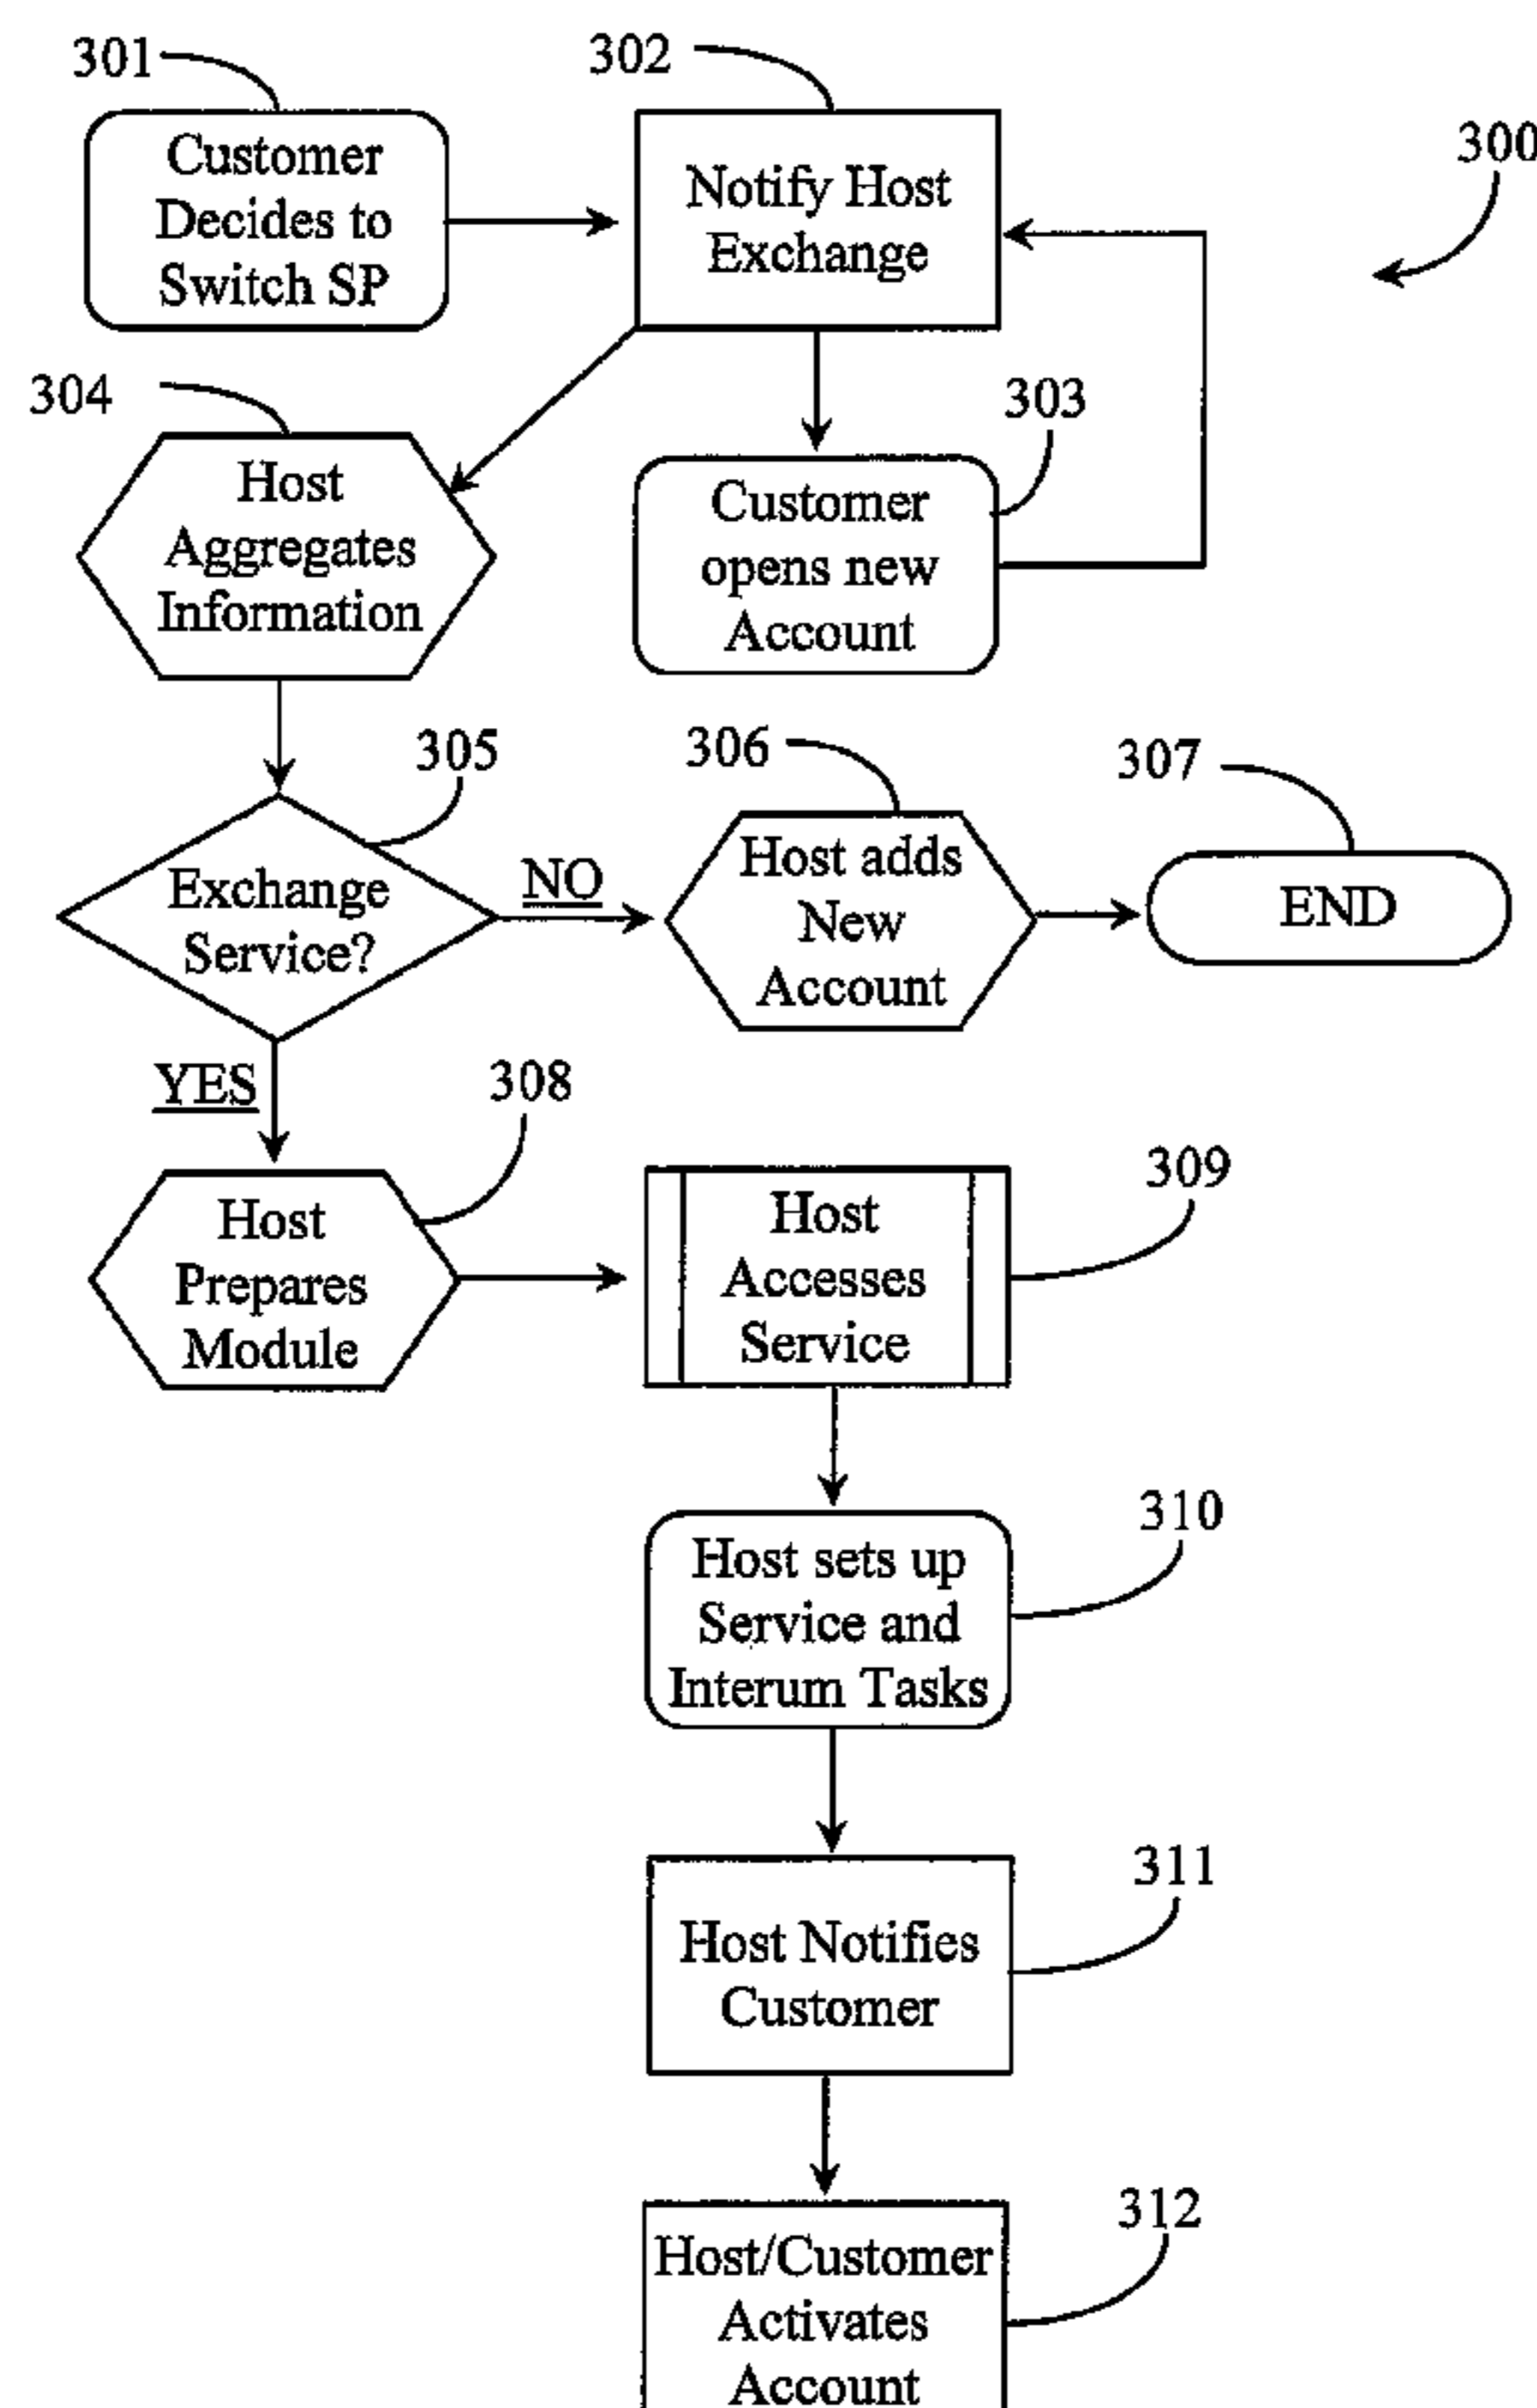 301
302
300
Customer
Decides to
Switch SP
Notify Host
Exchange
304
303
Host
Aggregates
Information
Customer
opens new
Account
305
306
307
Exchange
Service?
NO
Host adds
New
Account
END
YES
308
309
Host
Prepares
Module
Host
Accesses
Service
310
Host sets up
Service and
Interum Tasks
311
Host Notifies
Customer
312
Host/Customer
Activates
Account